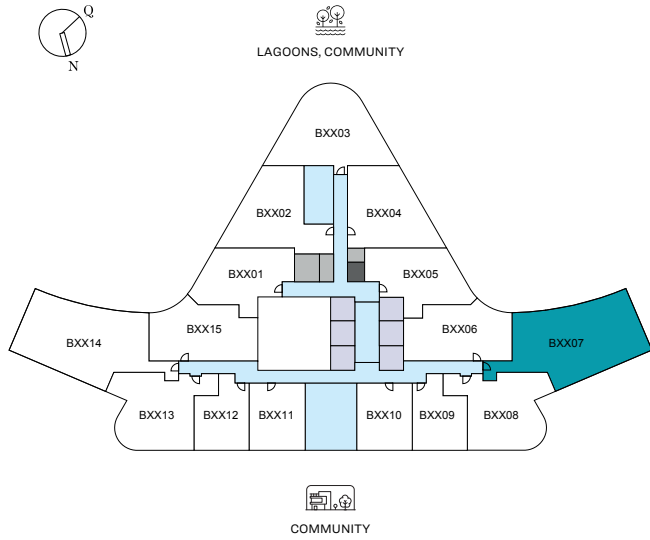 Q
N
LAGOONS, COMMUNITY
BXX03
BXX02
BXX04
BXX01
BXX05
BXX15
BXX06
BXX14
BXX07
BXX13
BXX12
BXX11
BXX10
BXX09
BXX08
COMMUNITY